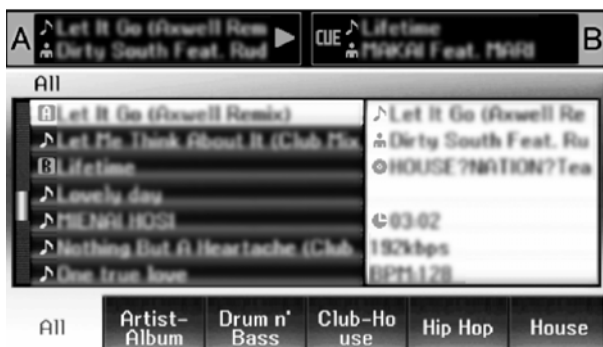 A
Let It Go (Axwell Rem
Dirty South Feat. Rud
CUE
Lifetime
MAKAI Feat. MARI
B
All
A Let It Go (Axwell Remix)
Let Me Think About It (Club Mix
B Lifetime
Lovely day
MIENAI HOSI
Nothing But A Heartache (Club
One true love
Let It Go (Axwell Re
Dirty South Feat. Ru
HOUSE?NATION?Tea
03:02
192kbps
BPM:128
All
Artist-
Album
Drum n'
Bass
Club-Ho
use
Hip Hop
House